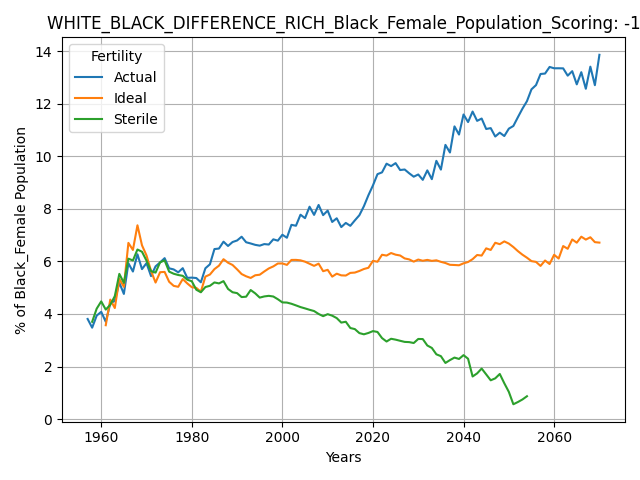 WHITE_BLACK_DIFFERENCE_RICH_Black_Female_Population_Scoring: -1
Fertility
Actual
Ideal
Sterile
% of Black_Female Population
14
12
10
8
6
4
2
0
1960 1980 2000 2020 2040 2060
Years